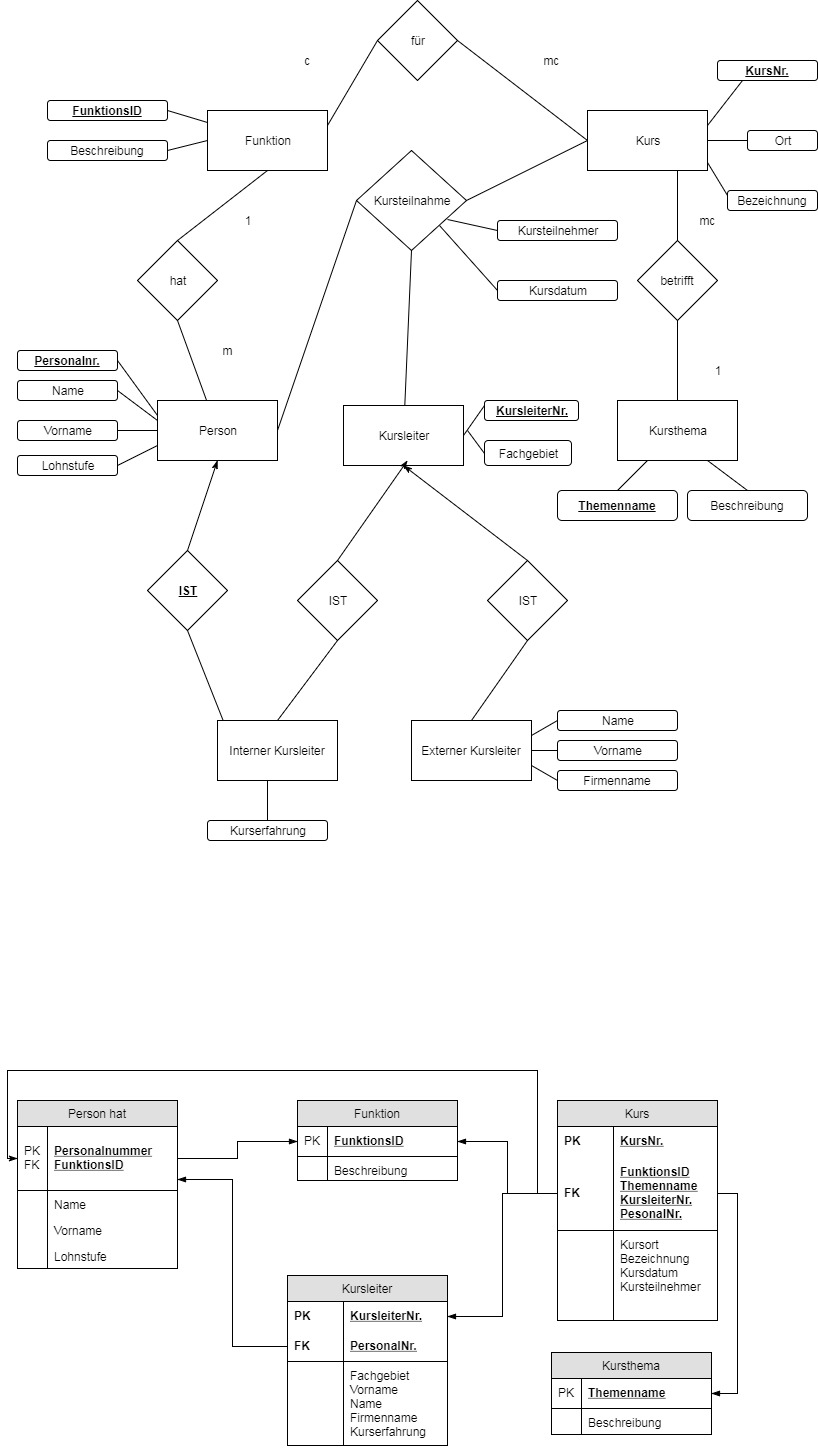 für
c
mc
KursNr.
FunktionsID
Funktion
Kurs
Ort
Beschreibung
Kursteilnahme
Bezeichnung
1
mc
Kursteilnehmer
hat
betrifft
Kursdatum
m
Personalnr.
1
Name
Vorname
Person
Kursleiter
KursleiterNr.
Kursthema
Lohnstufe
Fachgebiet
Themenname
Beschreibung
IST
IST
IST
Name
Interner Kursleiter
Externer Kursleiter
Vorname
Firmenname
Kurserfahrung
Person hat
PK
FK
Personalnummer
FunktionsID
Name
Vorname
Lohnstufe
Funktion
PK
FunktionsID
Beschreibung
Kurs
PK
KursNr.
FK
FunktionsID
Themenname
KursleiterNr.
PesonalNr.
Kursort
Bezeichnung
Kursdatum
Kursteilnehmer
Kursleiter
PK
KursleiterNr.
FK
PersonalNr.
Fachgebiet
Vorname
Name
Firmenname
Kurserfahrung
Kursthema
PK
Themenname
Beschreibung